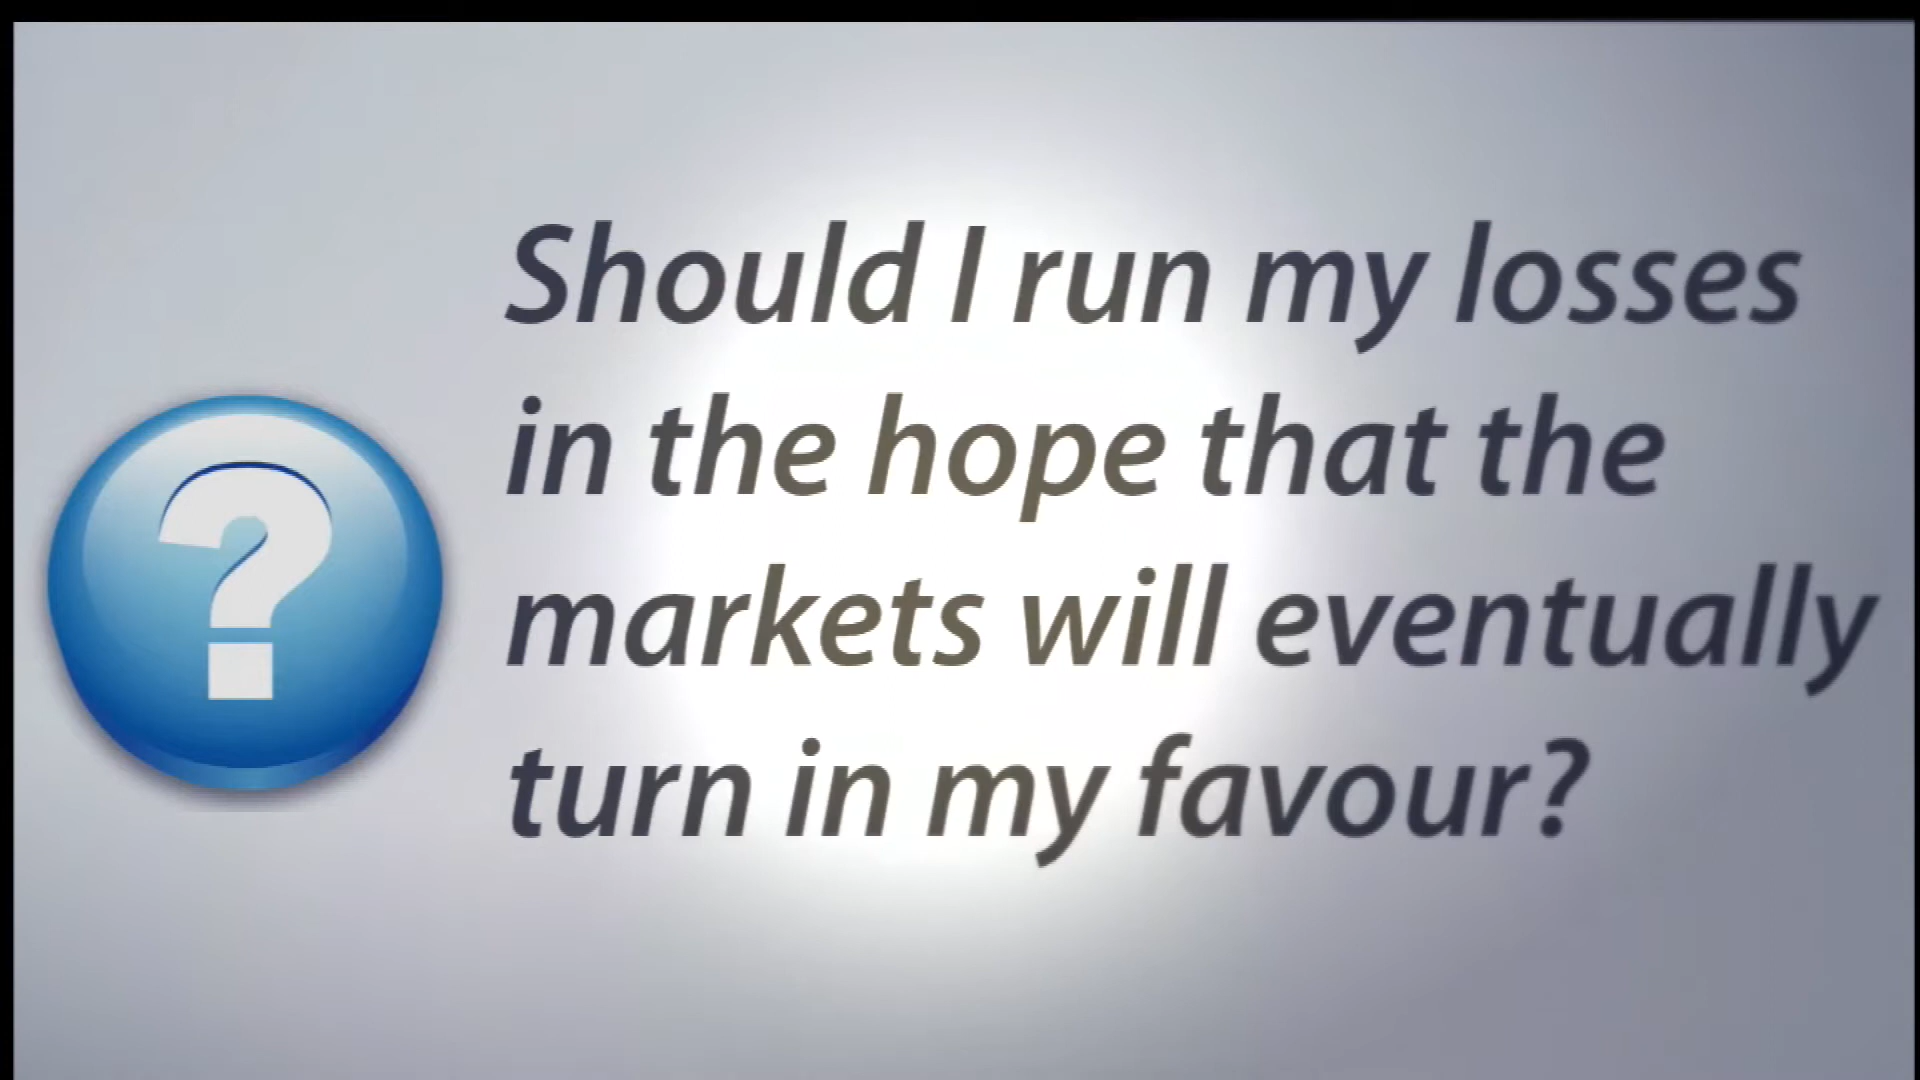 Should I run my losses
in the hope that the
markets will eventually
turn in my favour?